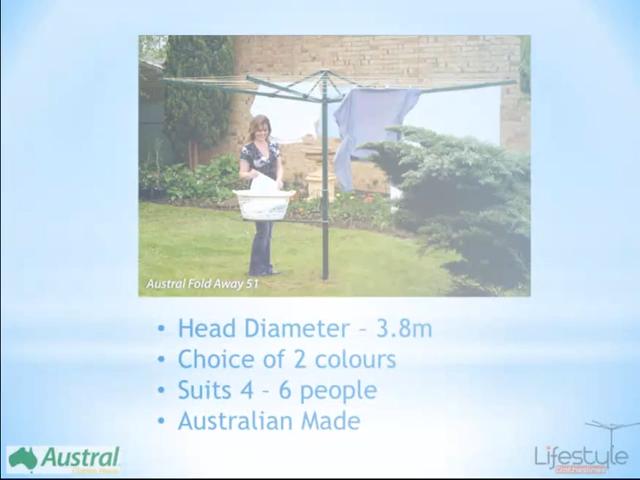 Austral Fold Away 51
• Head Diameter – 3.8m
• Choice of 2 colours
• Suits 4 – 6 people
• Australian Made
Austral
Lifestyle
clotheslines